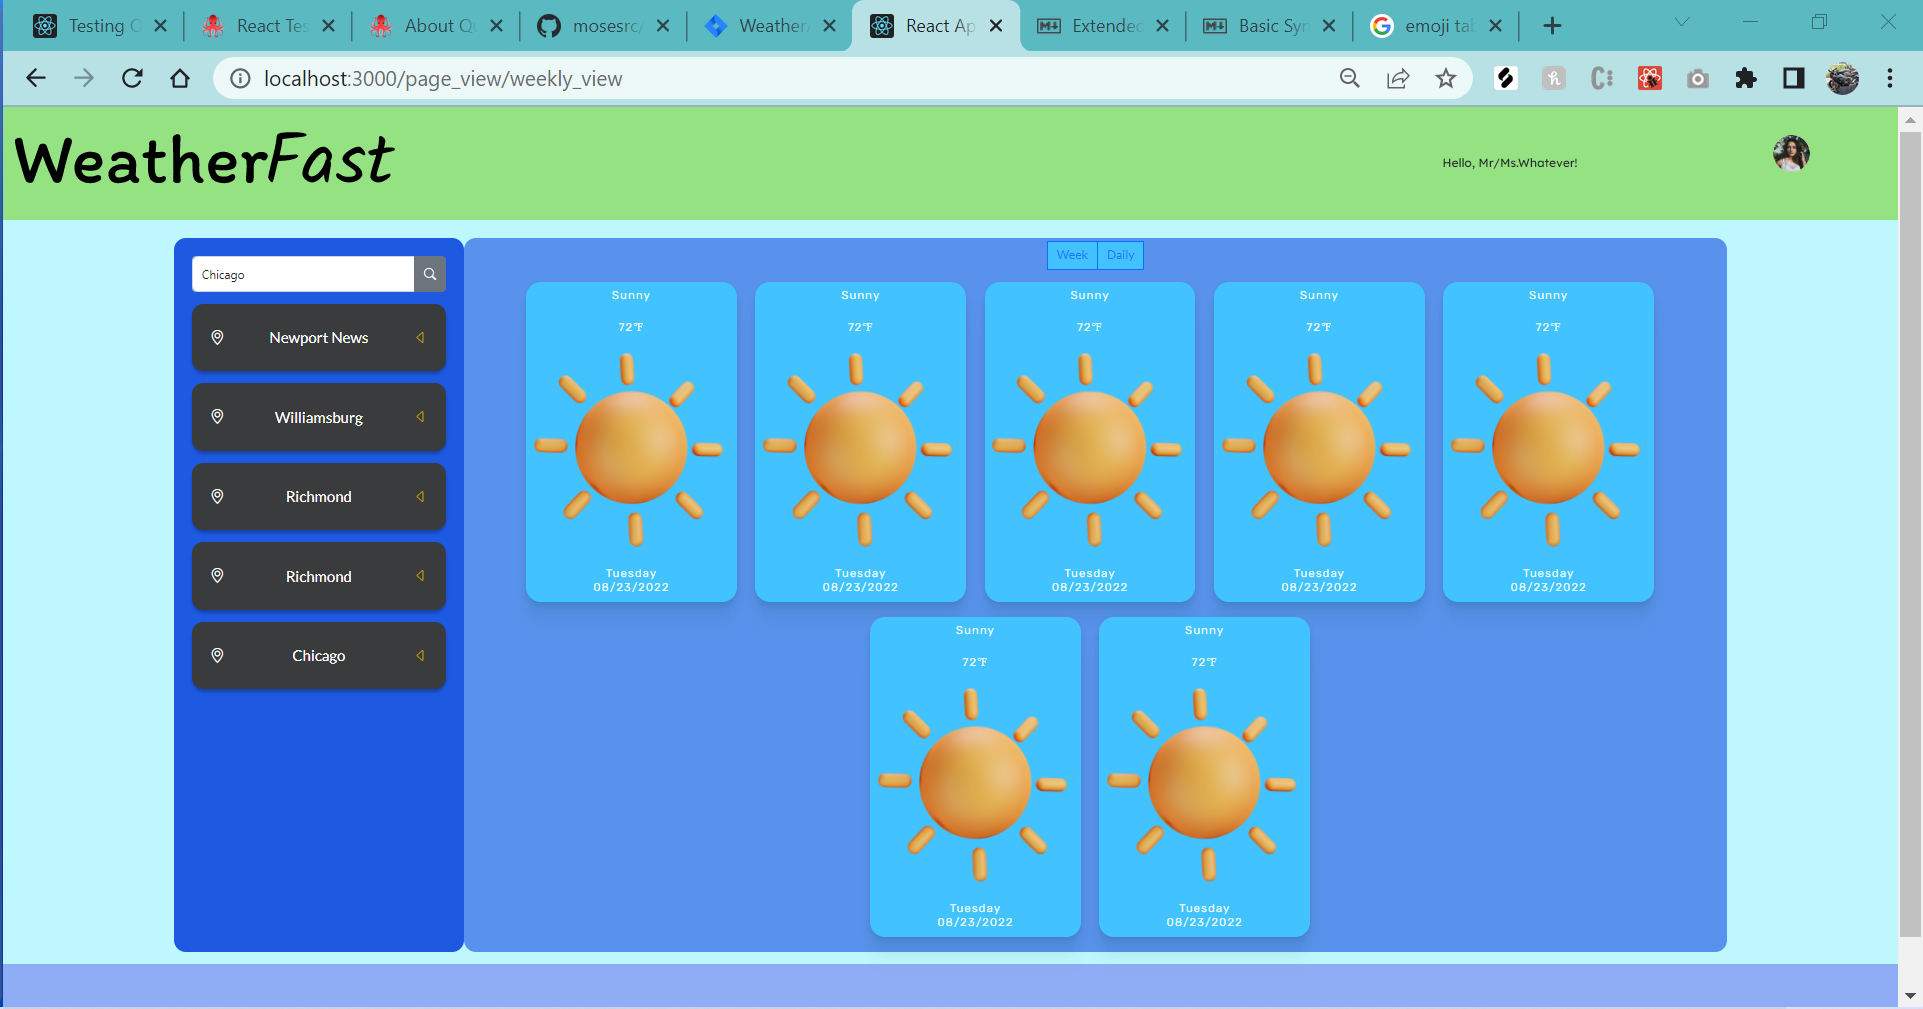 Testing
React Tes
About Q
mosesrc/
Weather
React Ap
Extended
Basic Syn
emoji tab
localhost:3000/page_view/weekly_view
WeatherFast
Hello, Mr/Ms.Whatever!
Chicago
Newport News
Williamsburg
Richmond
Richmond
Chicago
Week Daily
Sunny
72°F
Tuesday
08/23/2022
Sunny
72°F
Tuesday
08/23/2022
Sunny
72°F
Tuesday
08/23/2022
Sunny
72°F
Tuesday
08/23/2022
Sunny
72°F
Tuesday
08/23/2022
Sunny
72°F
Tuesday
08/23/2022
Sunny
72°F
Tuesday
08/23/2022